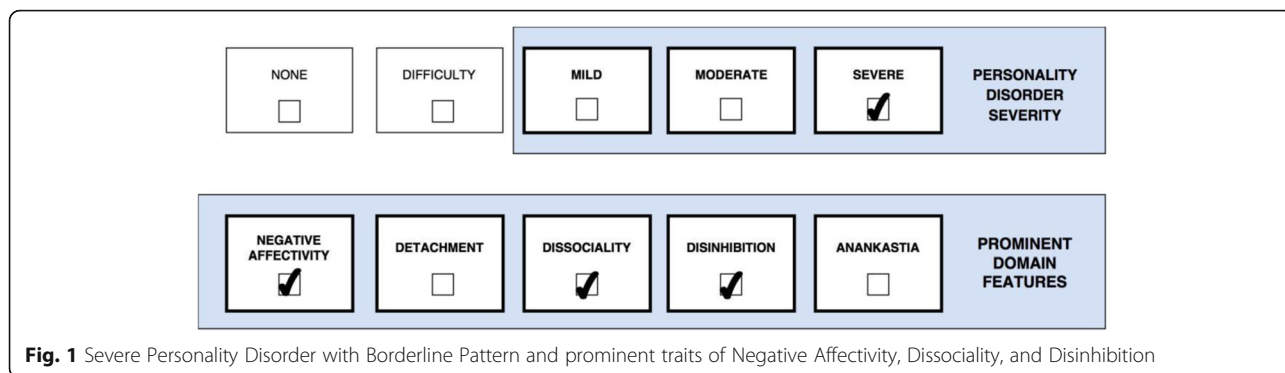 NONE
DIFFICULTY
MILD
MODERATE
SEVERE
PERSONALITY
DISORDER
SEVERITY
NEGATIVE
AFFECTIVITY
DETACHMENT
DISSOCIALITY
DISINHIBITION
ANANKASTIA
PROMINENT
DOMAIN
FEATURES
Fig. 1 Severe Personality Disorder with Borderline Pattern and prominent traits of Negative Affectivity, Dissociality, and Disinhibition